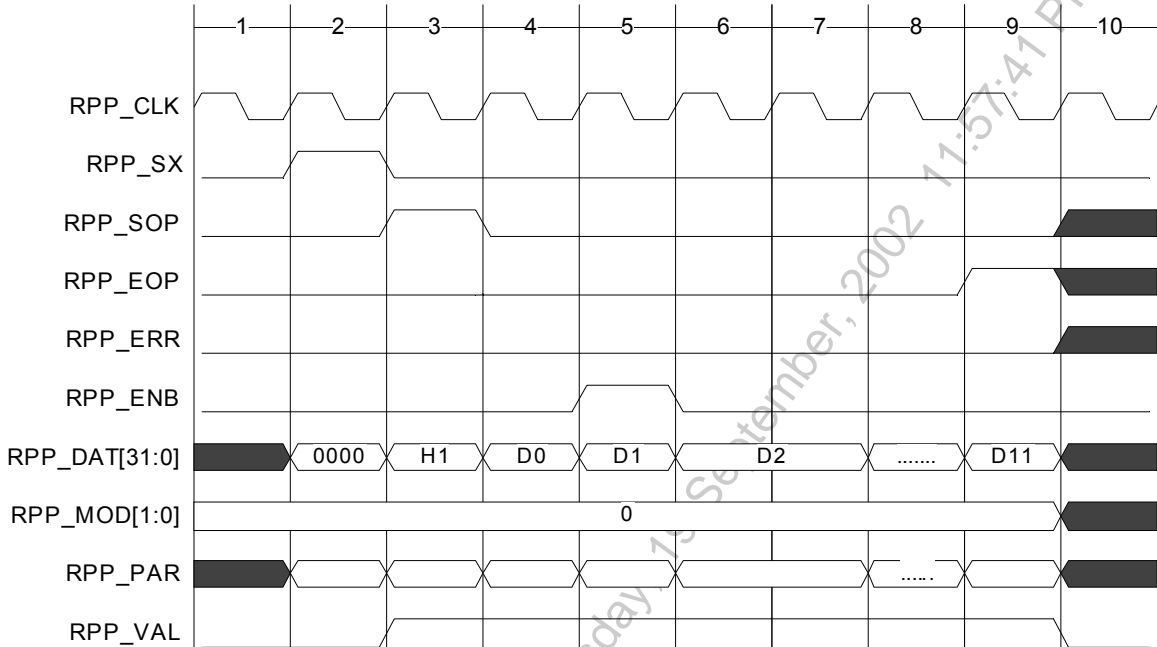 1 2 3 4 5 6 7 8 9 10
RPP_CLK
RPP_SX
RPP_SOP
RPP_EOP
RPP_ERR
RPP_ENB
RPP_DAT[31:0] 0000 H1 D0 D1 D2 ....... D11
RPP_MOD[1:0] 0
RPP_PAR ......
RPP_VAL
19 September, 2002 11:57:41